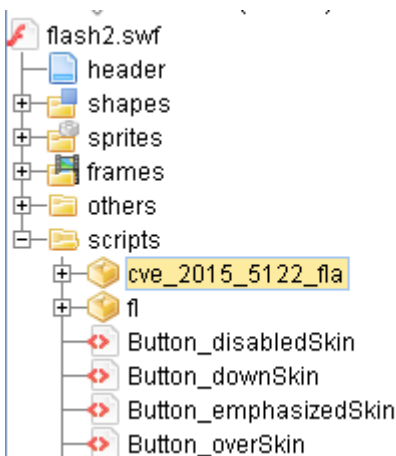 flash2.swf
header
shapes
sprites
frames
others
scripts
cve_2015_5122_fla
fl
Button_disabledSkin
Button_downSkin
Button_emphasizedSkin
Button_overSkin